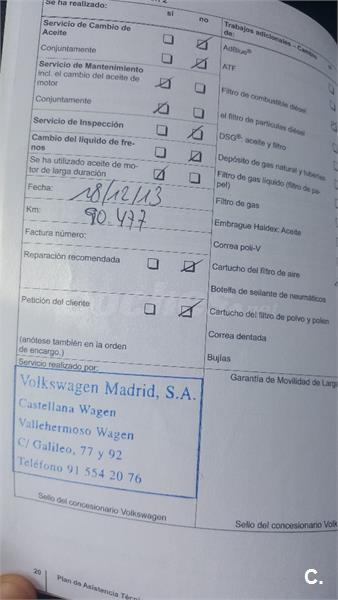 Se ha realizado:
sí no
Servicio de Cambio de
Aceite
Conjuntamente
Servicio de Mantenimiento
incl. el cambio del aceite de
motor
Conjuntamente
Servicio de Inspección
Cambio del líquido de fre-
nos
Se ha utilizado aceite de mo-
tor de larga duración
Fecha: 18/12/13
Km: 90.477
Factura número:
Reparación recomendada
Petición del cliente
(anótese también en la orden
de encargo.)
Servicio realizado por:
Volkswagen Madrid, S.A.
Castellana Wagen
Vallehermoso Wagen
C/ Galileo, 77 y 92
Teléfono 91 554 20 76
Sello del concesionario Volkswagen
20 Plan de Asistencia Técni
Trabajos adicionales – Cambio
de:
AdBlue®
ATF
Filtro de combustible diésel
el filtro de partículas diésel
DSG®: aceite y filtro
Depósito de gas natural y tuberías
Filtro de gas líquido (filtro de pa-
pel)
Filtro de gas
Embrague Haldex: Aceite
Correa poli-V
Cartucho del filtro de aire
Botella de sellante de neumáticos
Cartucho del filtro de polvo y polen
Correa dentada
Bujías
Garantía de Movilidad de Larga
Sello del concesionario Volk
C.